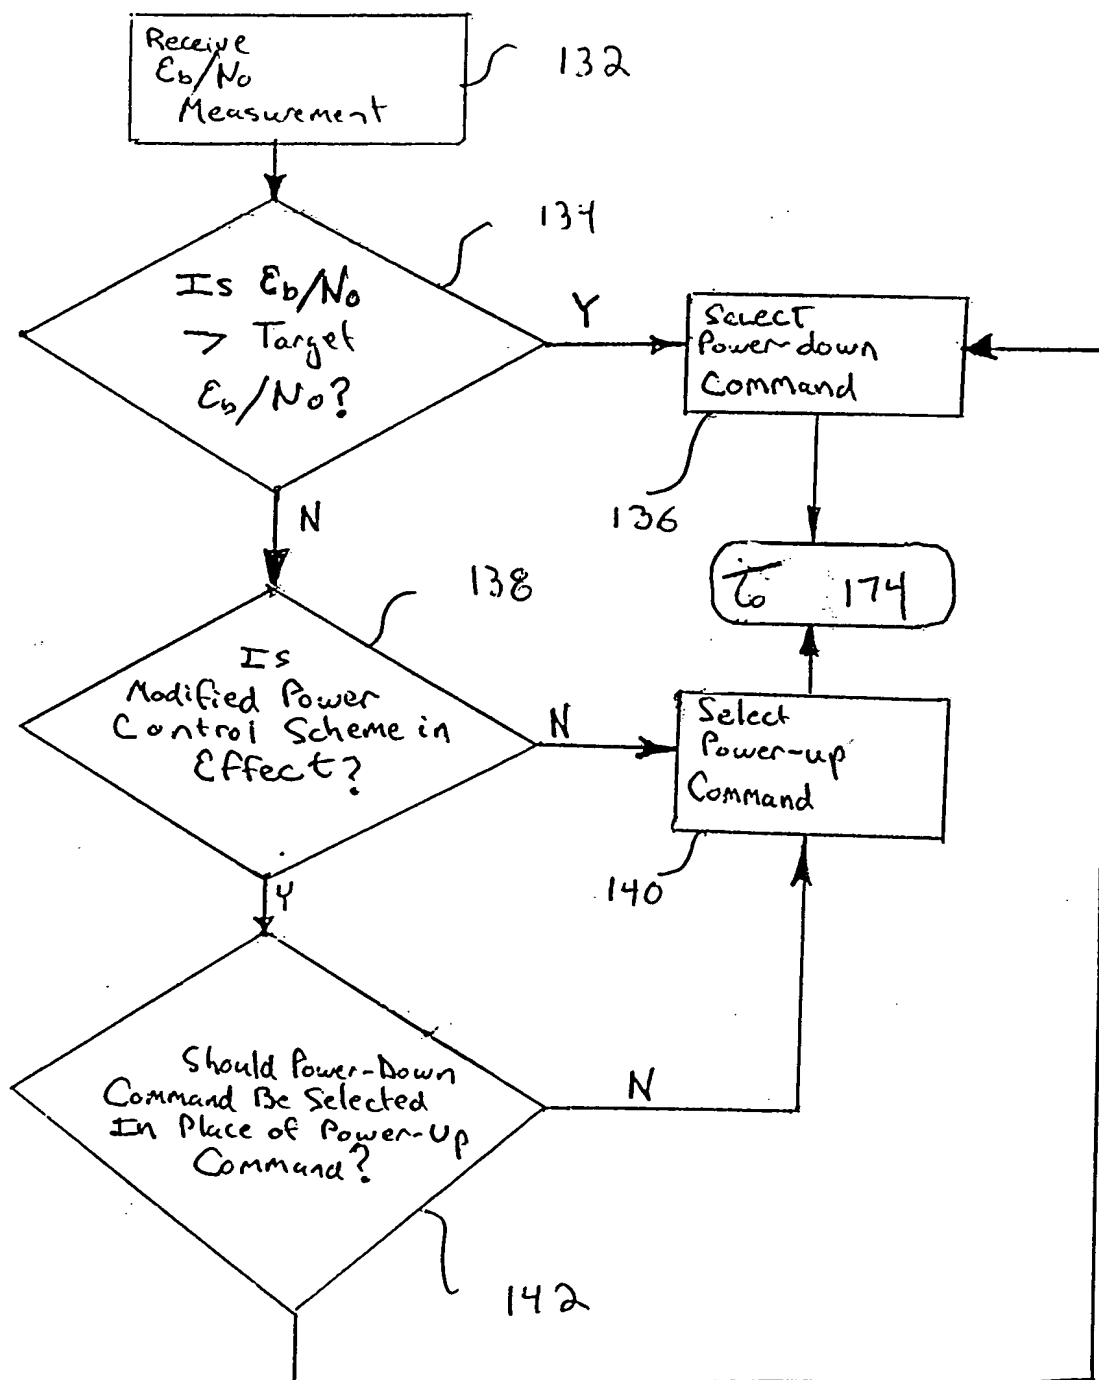 Receive
Eb/No
Measurement
132
134
Is Eb/No
> Target
Eb/No?
Y
Select
Power-down
Command
136
N
To 174
138
Is
Modified Power
Control Scheme in
Effect?
N
Select
Power-up
Command
140
Y
Should Power-Down
Command Be Selected
In Place of Power-Up
Command?
N
142